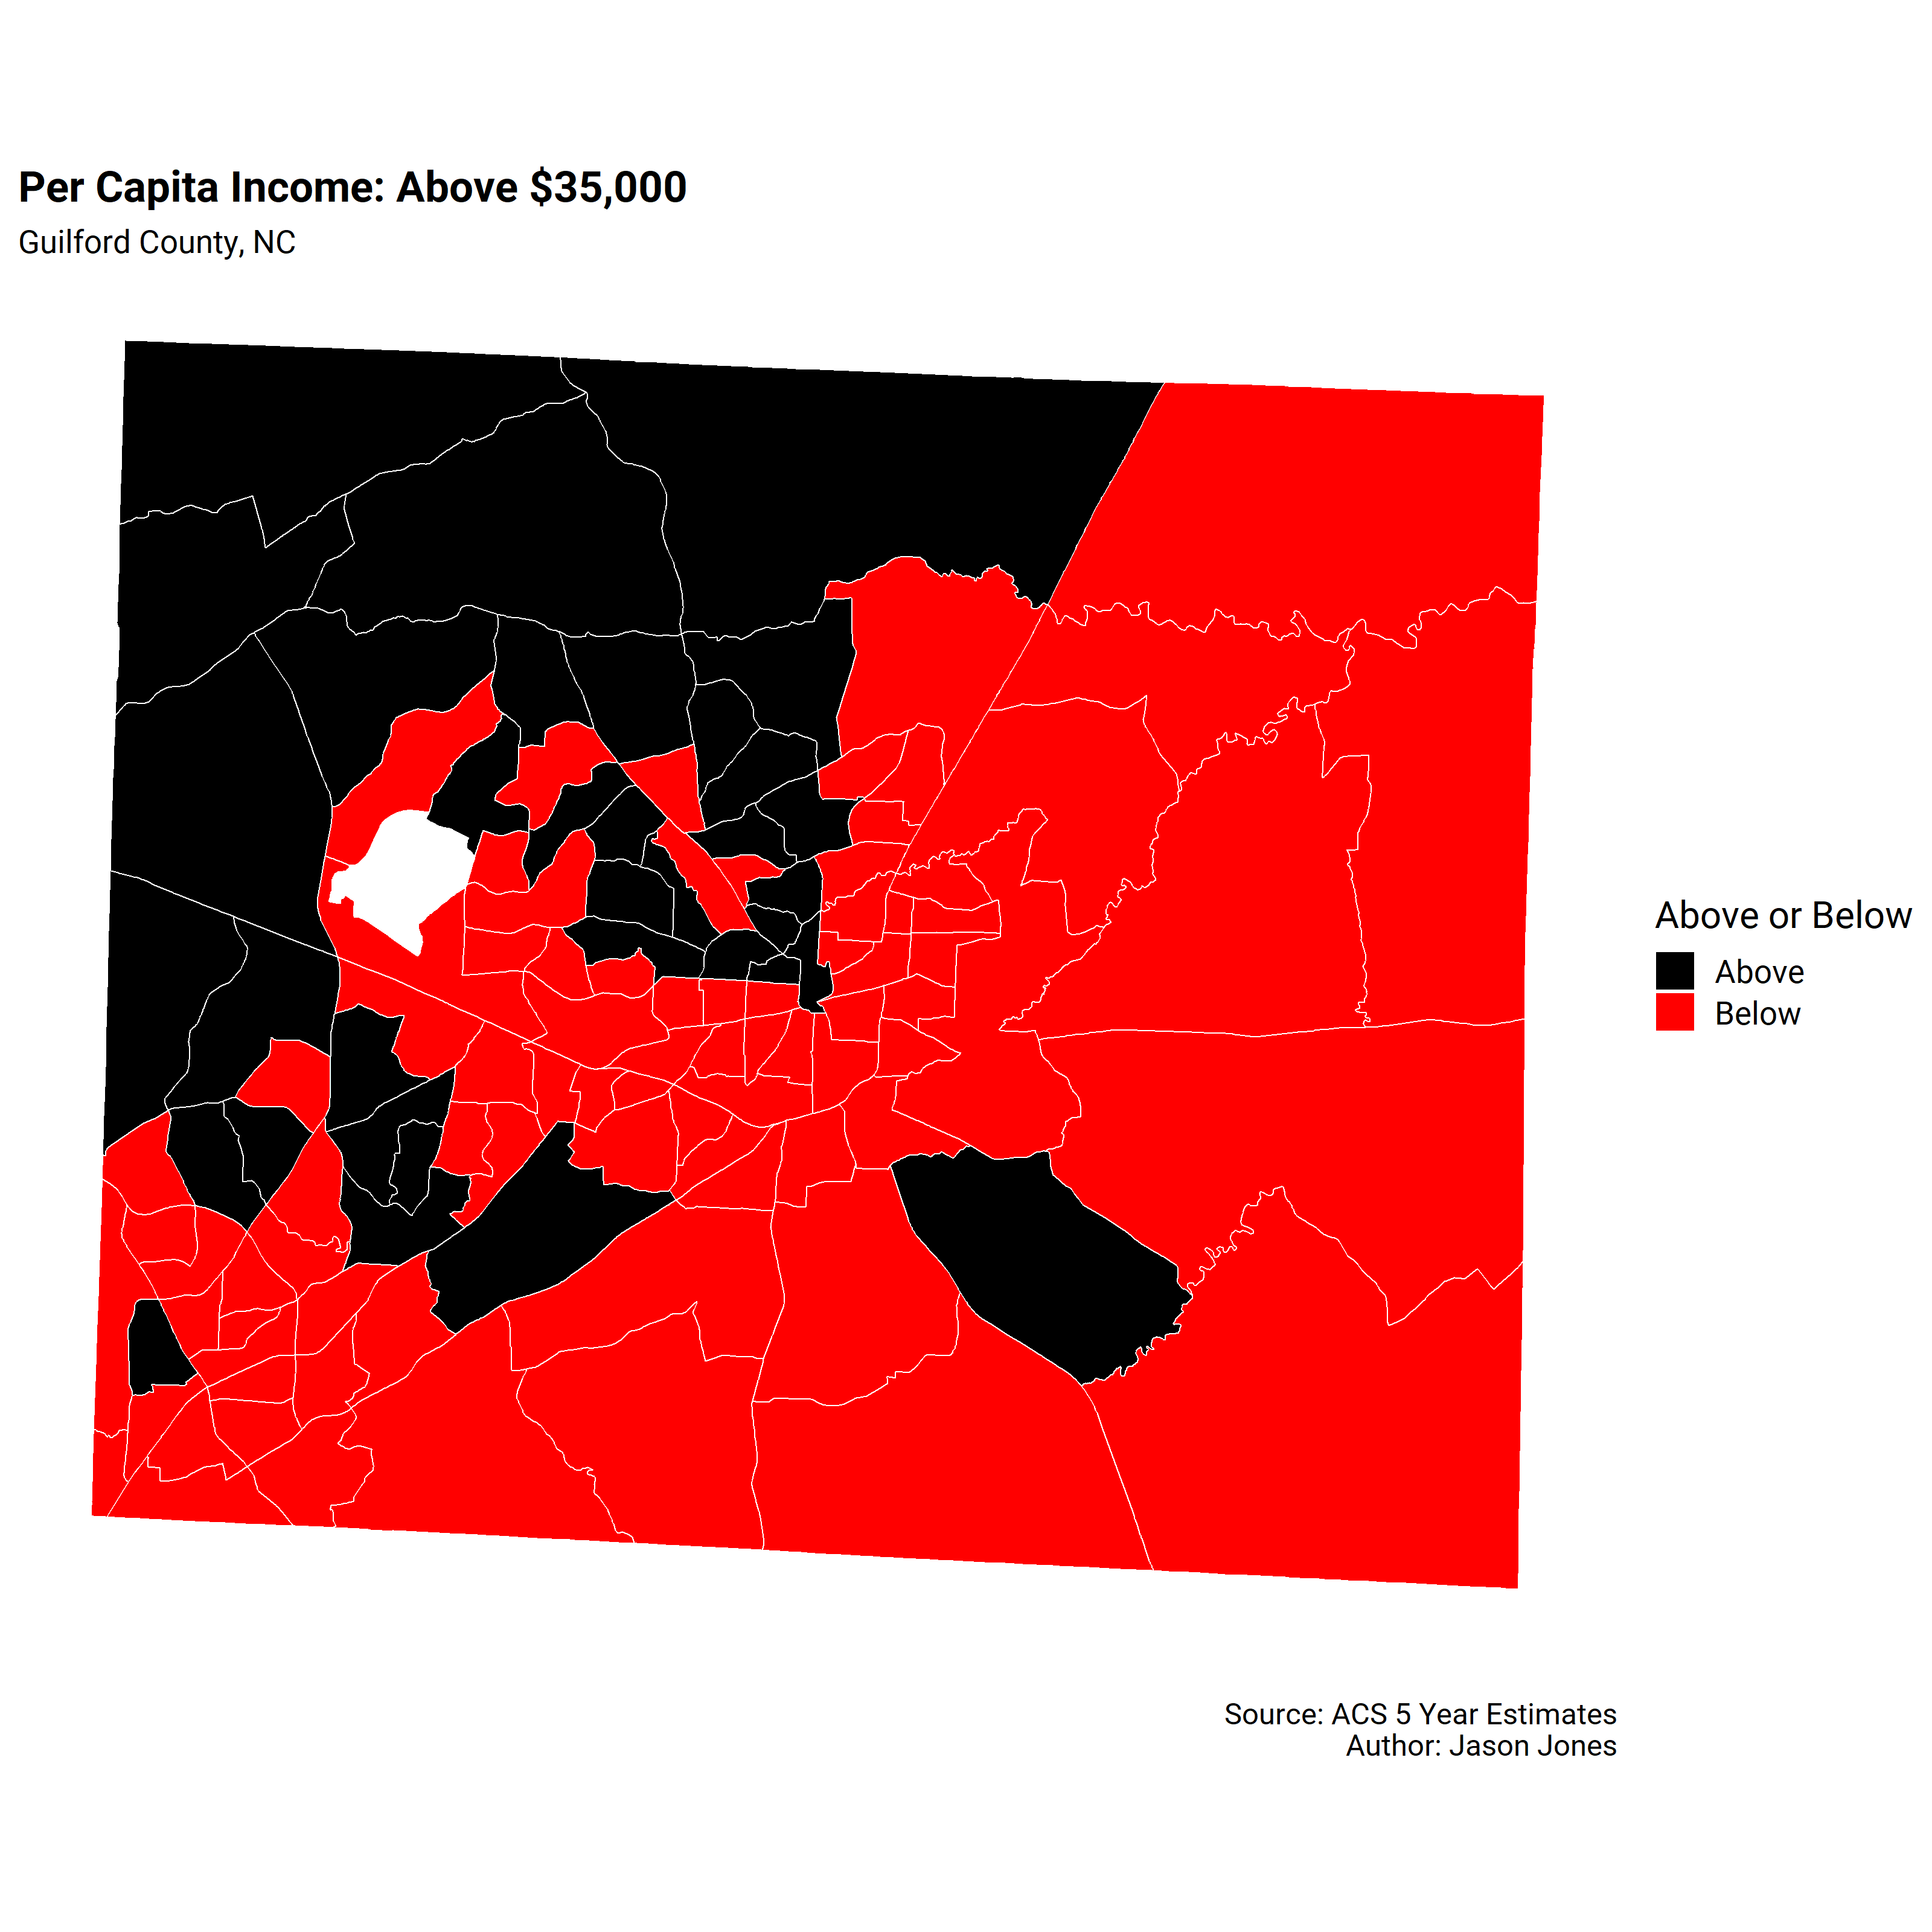 Per Capita Income: Above $35,000
Guilford County, NC
Above or Below
Above
Below
Source: ACS 5 Year Estimates
Author: Jason Jones